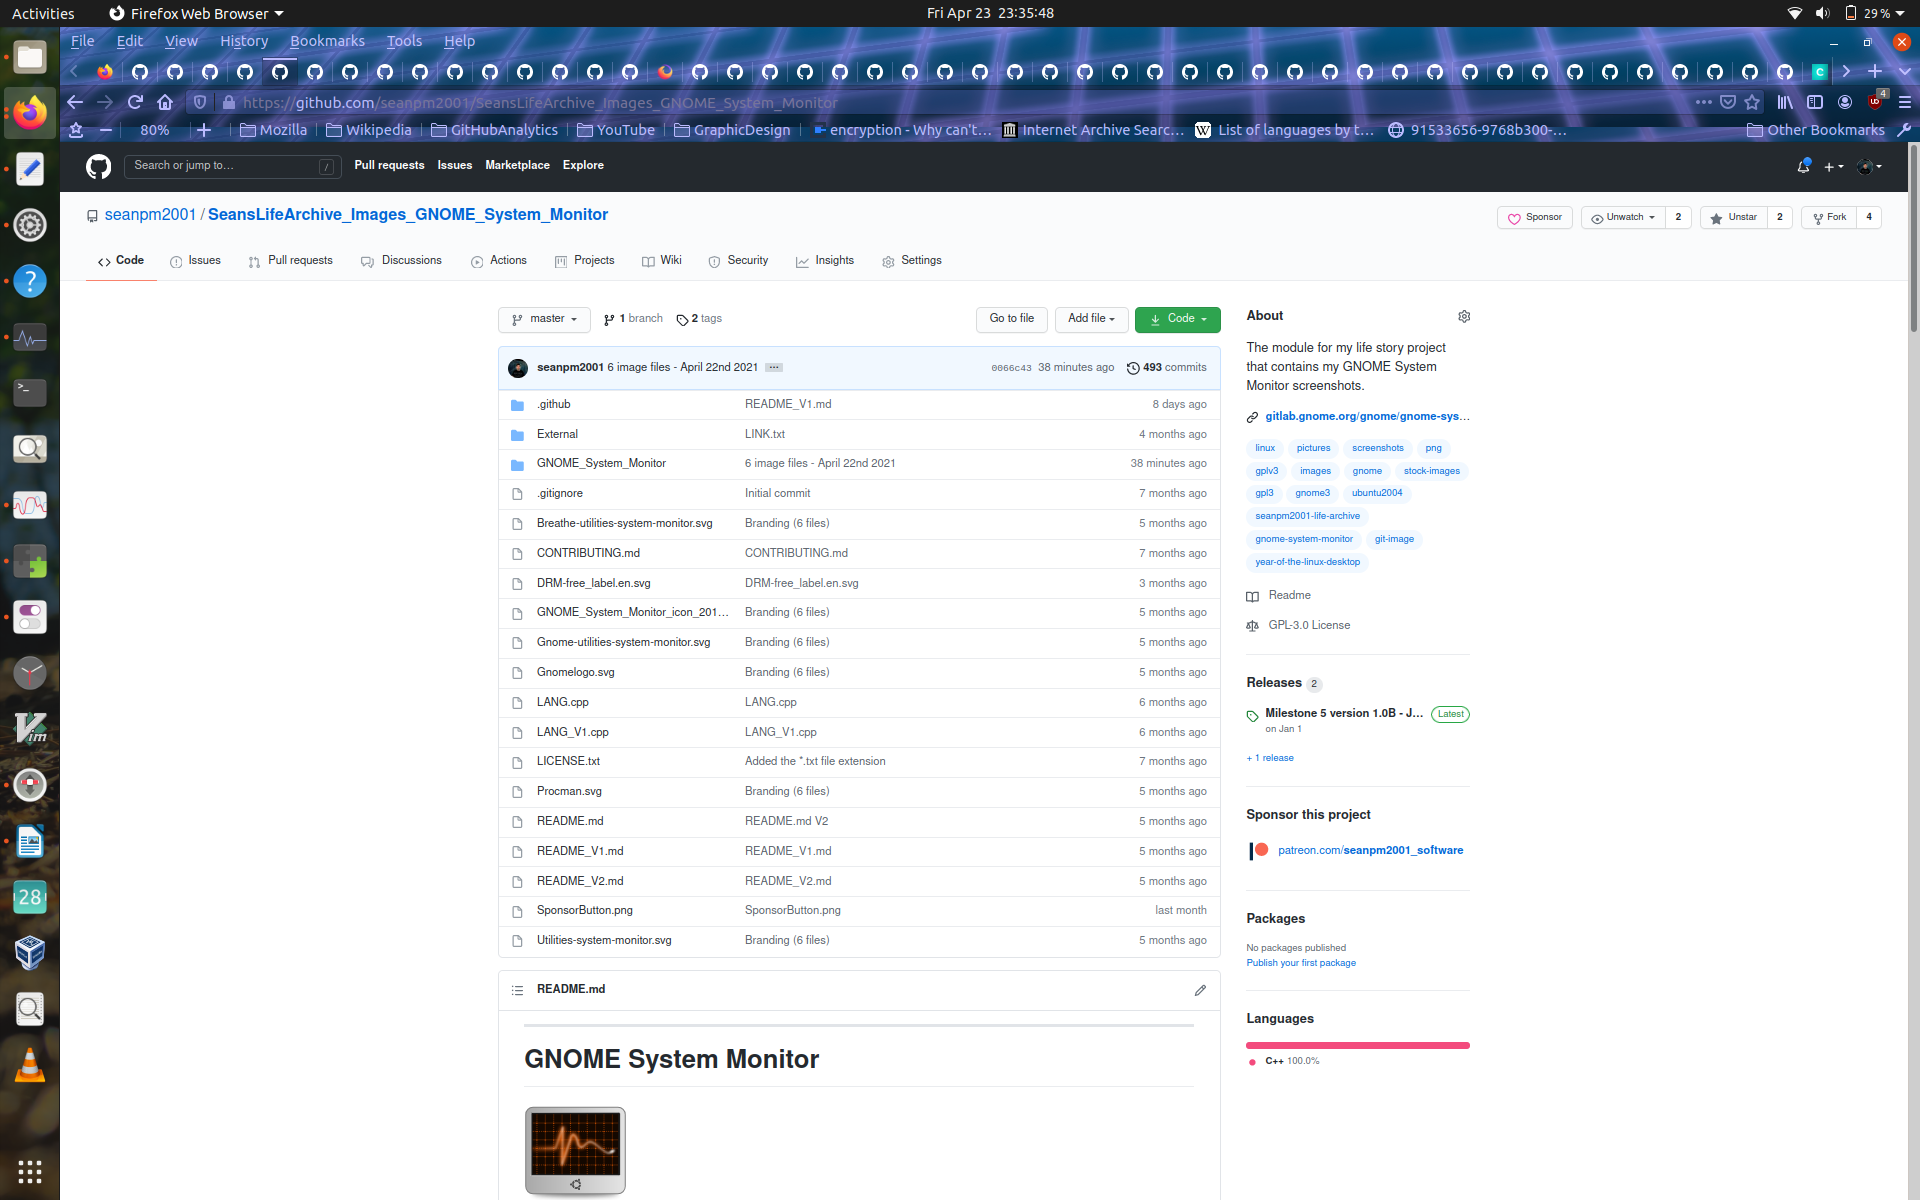 Activities Firefox Web Browser Fri Apr 23 23:35:48 29 %
File Edit View History Bookmarks Tools Help
https://github.com/seanpm2001/SeansLifeArchive_Images_GNOME_System_Monitor 4
80% Mozilla Wikipedia GitHubAnalytics YouTube GraphicDesign encryption - Why can't… Internet Archive Searc… List of languages by t… 91533656-9768b300-… Other Bookmarks
Search or jump to… / Pull requests Issues Marketplace Explore
seanpm2001 / SeansLifeArchive_Images_GNOME_System_Monitor Sponsor Unwatch 2 Unstar 2 Fork 4
Code Issues Pull requests Discussions Actions Projects Wiki Security Insights Settings
master 1 branch 2 tags Go to file Add file Code
seanpm2001 6 image files - April 22nd 2021 ... 0066c43 38 minutes ago 493 commits
.github README_V1.md 8 days ago
External LINK.txt 4 months ago
GNOME_System_Monitor 6 image files - April 22nd 2021 38 minutes ago
.gitignore Initial commit 7 months ago
Breathe-utilities-system-monitor.svg Branding (6 files) 5 months ago
CONTRIBUTING.md CONTRIBUTING.md 7 months ago
DRM-free_label.en.svg DRM-free_label.en.svg 3 months ago
GNOME_System_Monitor_icon_201… Branding (6 files) 5 months ago
Gnome-utilities-system-monitor.svg Branding (6 files) 5 months ago
Gnomelogo.svg Branding (6 files) 5 months ago
LANG.cpp LANG.cpp 6 months ago
LANG_V1.cpp LANG_V1.cpp 6 months ago
LICENSE.txt Added the *.txt file extension 7 months ago
Procman.svg Branding (6 files) 5 months ago
README.md README.md V2 5 months ago
README_V1.md README_V1.md 5 months ago
README_V2.md README_V2.md 5 months ago
SponsorButton.png SponsorButton.png last month
Utilities-system-monitor.svg Branding (6 files) 5 months ago
README.md
GNOME System Monitor
About
The module for my life story project
that contains my GNOME System
Monitor screenshots.
gitlab.gnome.org/gnome/gnome-sys…
linux pictures screenshots png
gplv3 images gnome stock-images
gpl3 gnome3 ubuntu2004
seanpm2001-life-archive
gnome-system-monitor git-image
year-of-the-linux-desktop
Readme
GPL-3.0 License
Releases 2
Milestone 5 version 1.0B - J… Latest
on Jan 1
+ 1 release
Sponsor this project
patreon.com/seanpm2001_software
Packages
No packages published
Publish your first package
Languages
C++ 100.0%
28